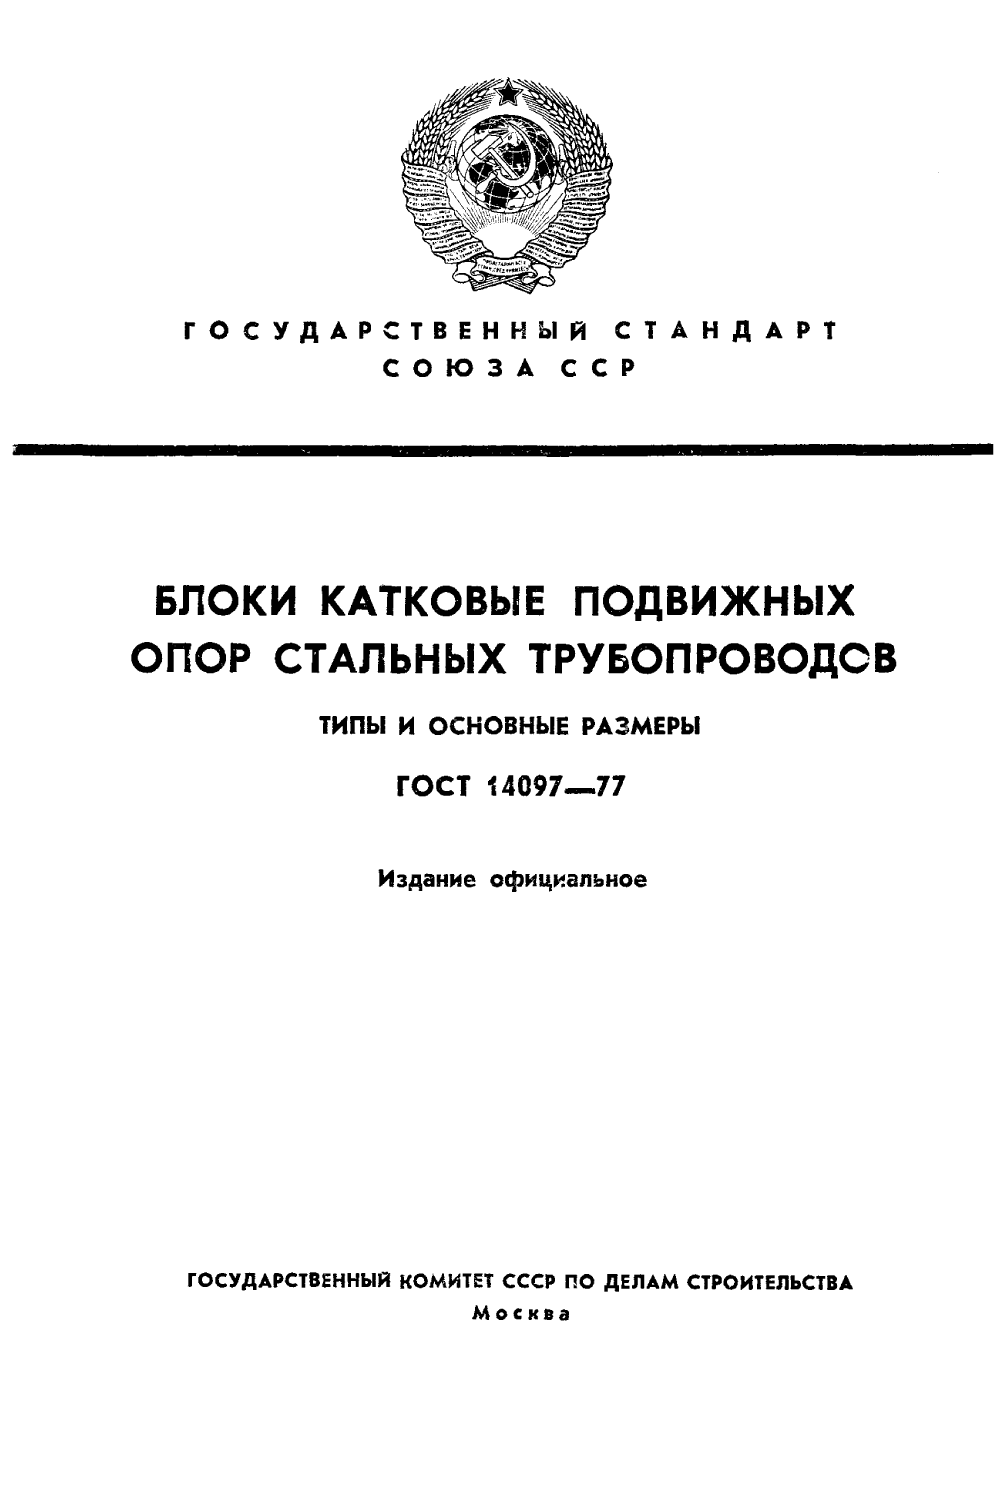 ГОСУДАРСТВЕННЫЙ СТАНДАРТ
СОЮЗА ССР
БЛОКИ КАТКОВЫЕ ПОДВИЖНЫХ
ОПОР СТАЛЬНЫХ ТРУБОПРОВОДОВ
ТИПЫ И ОСНОВНЫЕ РАЗМЕРЫ
ГОСТ 14097—77
Издание официальное
ГОСУДАРСТВЕННЫЙ КОМИТЕТ СССР ПО ДЕЛАМ СТРОИТЕЛЬСТВА
Москва